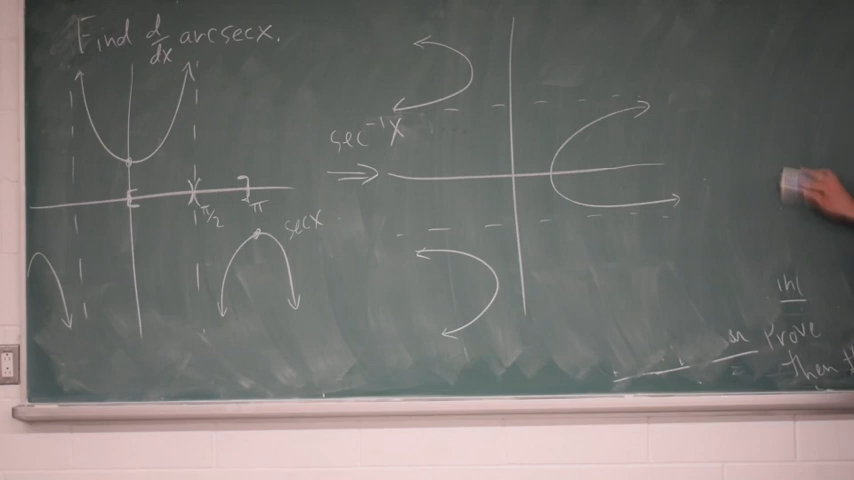 Find d/dx arcsecx.
sec⁻¹x
⇒
[ )( ]
π/2 π
secx
Prove
then